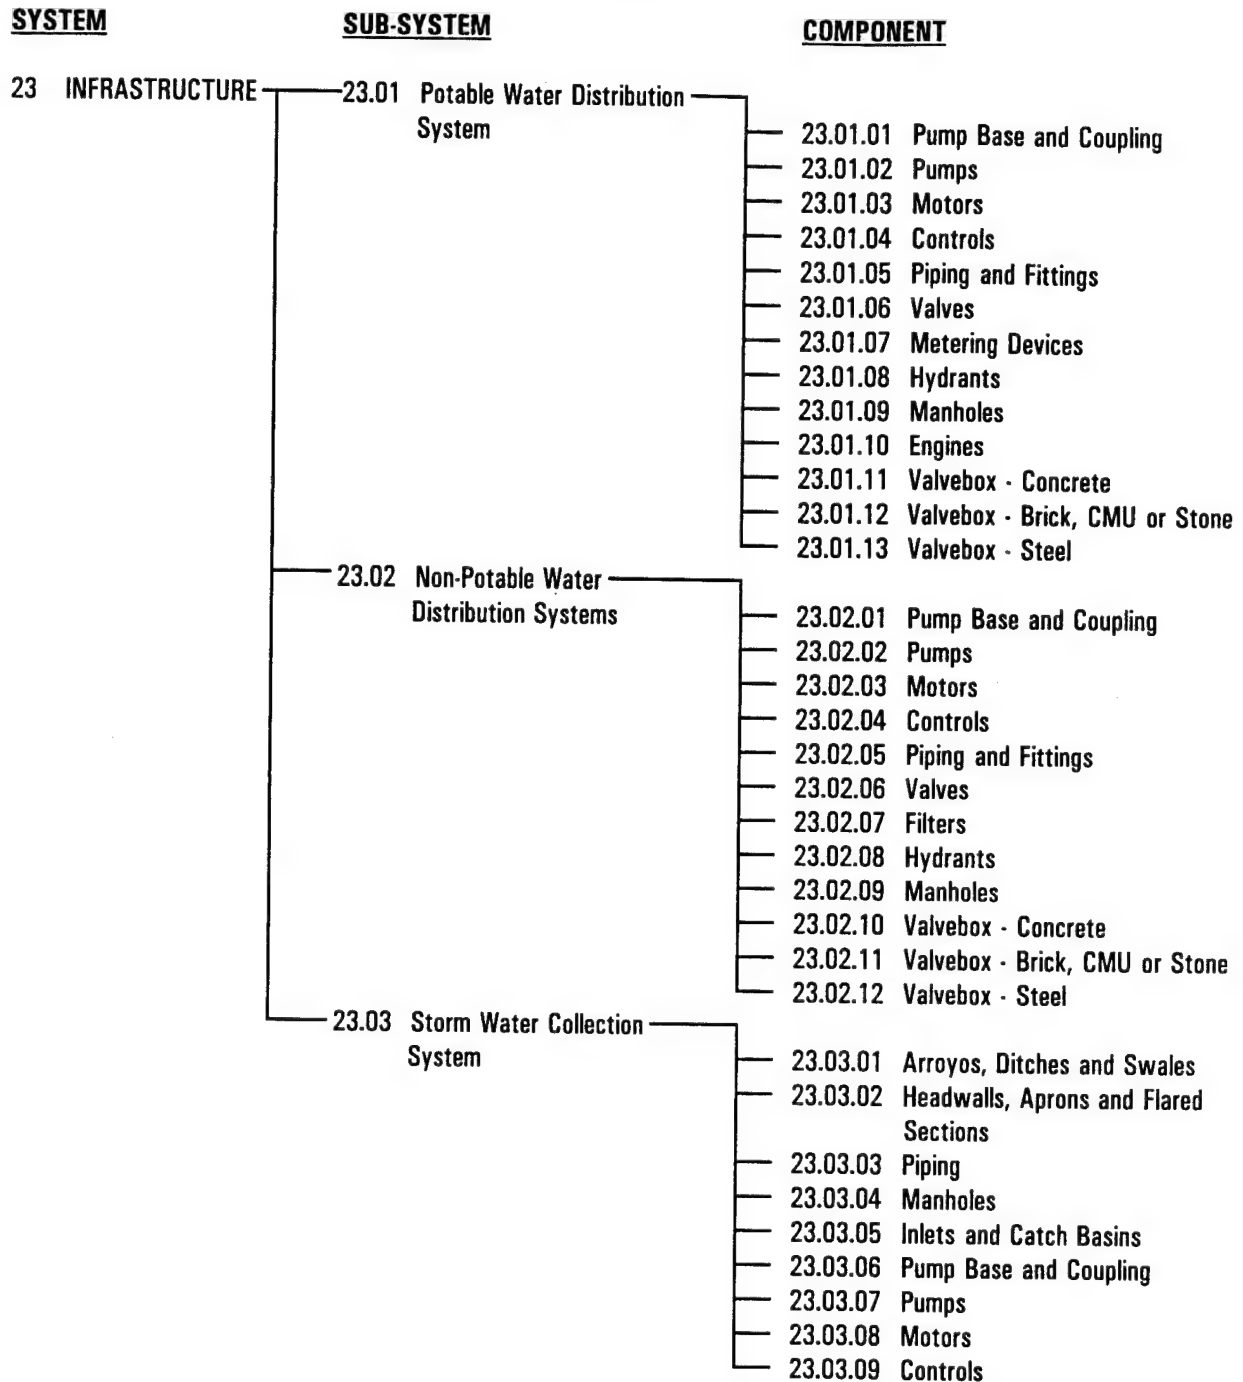 SYSTEM SUB-SYSTEM COMPONENT
23 INFRASTRUCTURE 23.01 Potable Water Distribution
System
23.01.01 Pump Base and Coupling
23.01.02 Pumps
23.01.03 Motors
23.01.04 Controls
23.01.05 Piping and Fittings
23.01.06 Valves
23.01.07 Metering Devices
23.01.08 Hydrants
23.01.09 Manholes
23.01.10 Engines
23.01.11 Valvebox - Concrete
23.01.12 Valvebox - Brick, CMU or Stone
23.01.13 Valvebox - Steel
23.02 Non-Potable Water
Distribution Systems
23.02.01 Pump Base and Coupling
23.02.02 Pumps
23.02.03 Motors
23.02.04 Controls
23.02.05 Piping and Fittings
23.02.06 Valves
23.02.07 Filters
23.02.08 Hydrants
23.02.09 Manholes
23.02.10 Valvebox - Concrete
23.02.11 Valvebox - Brick, CMU or Stone
23.02.12 Valvebox - Steel
23.03 Storm Water Collection
System
23.03.01 Arroyos, Ditches and Swales
23.03.02 Headwalls, Aprons and Flared
Sections
23.03.03 Piping
23.03.04 Manholes
23.03.05 Inlets and Catch Basins
23.03.06 Pump Base and Coupling
23.03.07 Pumps
23.03.08 Motors
23.03.09 Controls